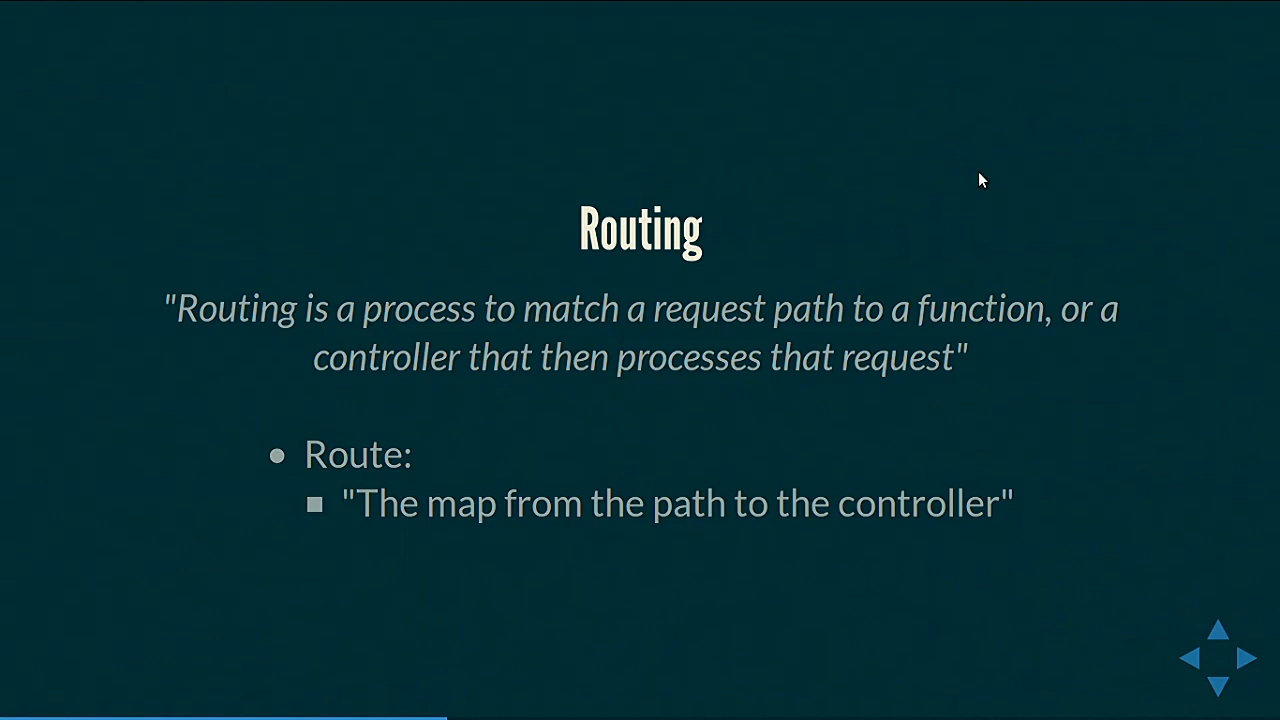 Routing
"Routing is a process to match a request path to a function, or a
controller that then processes that request"
Route:
"The map from the path to the controller"